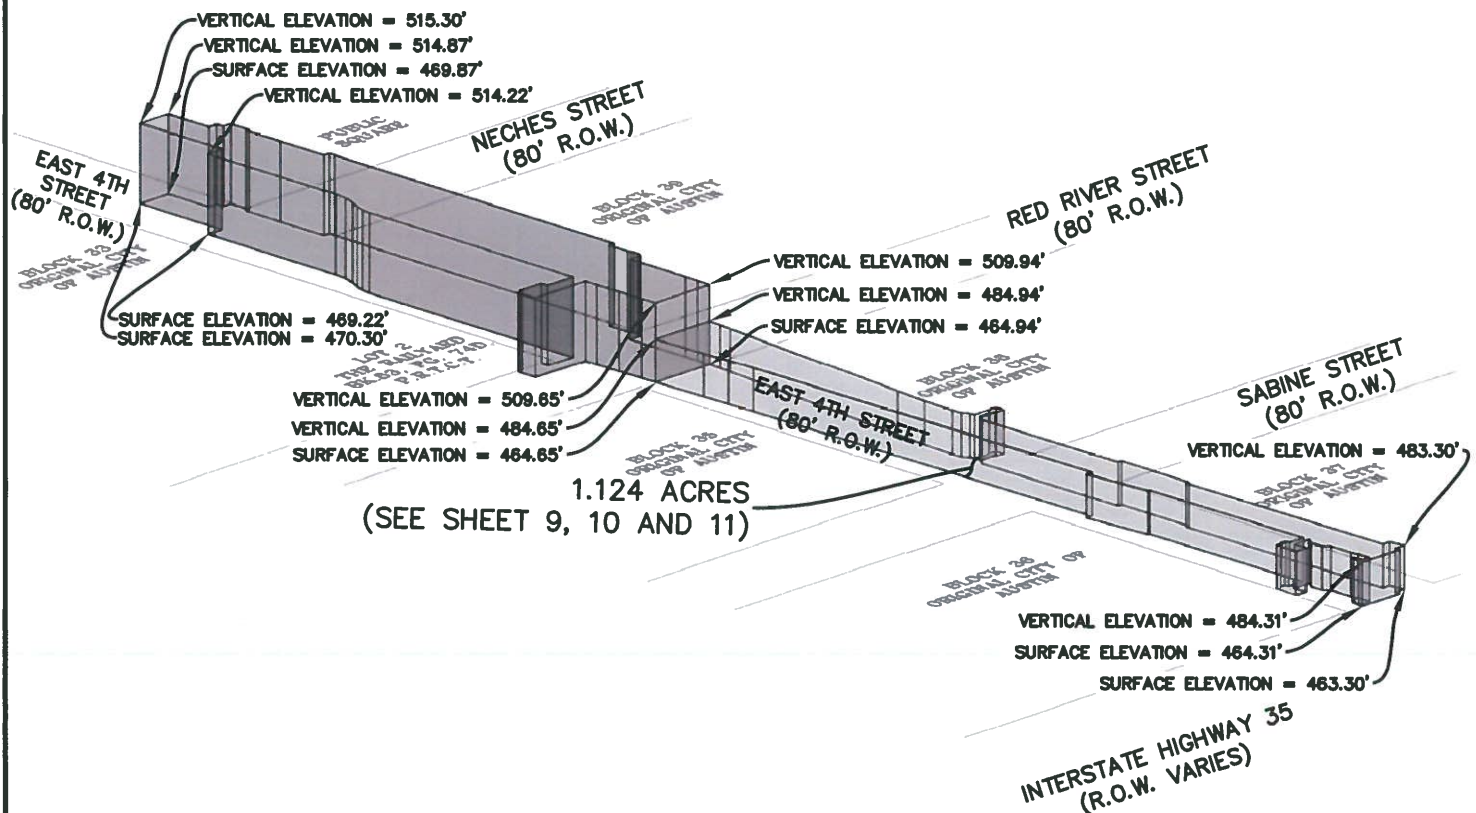 VERTICAL ELEVATION = 515.30'
VERTICAL ELEVATION = 514.87'
SURFACE ELEVATION = 469.87'
VERTICAL ELEVATION = 514.22'
PUBLIC
SQUARE
NECHES STREET
(80' R.O.W.)
EAST 4TH
STREET
(80' R.O.W.)
BLOCK 33
ORIGINAL CITY
OF AUSTIN
BLOCK 39
ORIGINAL CITY
OF AUSTIN
RED RIVER STREET
(80' R.O.W.)
VERTICAL ELEVATION = 509.94'
VERTICAL ELEVATION = 484.94'
SURFACE ELEVATION = 464.94'
SURFACE ELEVATION = 469.22'
SURFACE ELEVATION = 470.30'
LOT 2
THE RAILYARD
BK.83, PG. 74D,
P.R.T.C.T.
VERTICAL ELEVATION = 509.65'
VERTICAL ELEVATION = 484.65'
SURFACE ELEVATION = 464.65'
EAST 4TH STREET
(80' R.O.W.)
BLOCK 38
ORIGINAL CITY
OF AUSTIN
SABINE STREET
(80' R.O.W.)
VERTICAL ELEVATION = 483.30'
BLOCK 35
ORIGINAL CITY
OF AUSTIN
1.124 ACRES
(SEE SHEET 9, 10 AND 11)
BLOCK 37
ORIGINAL CITY
OF AUSTIN
BLOCK 36
ORIGINAL CITY OF
AUSTIN
VERTICAL ELEVATION = 484.31'
SURFACE ELEVATION = 464.31'
SURFACE ELEVATION = 463.30'
INTERSTATE HIGHWAY 35
(R.O.W. VARIES)